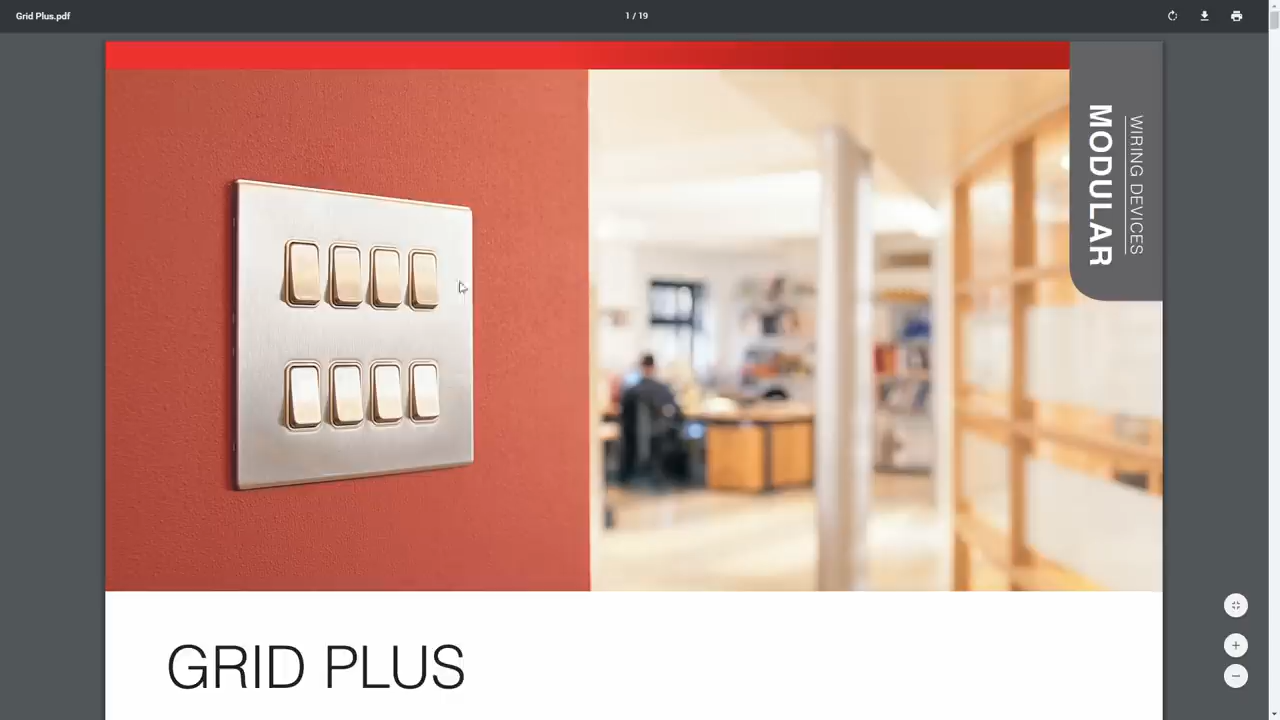 Grid Plus.pdf
1 / 19
WIRING DEVICES
MODULAR
GRID PLUS